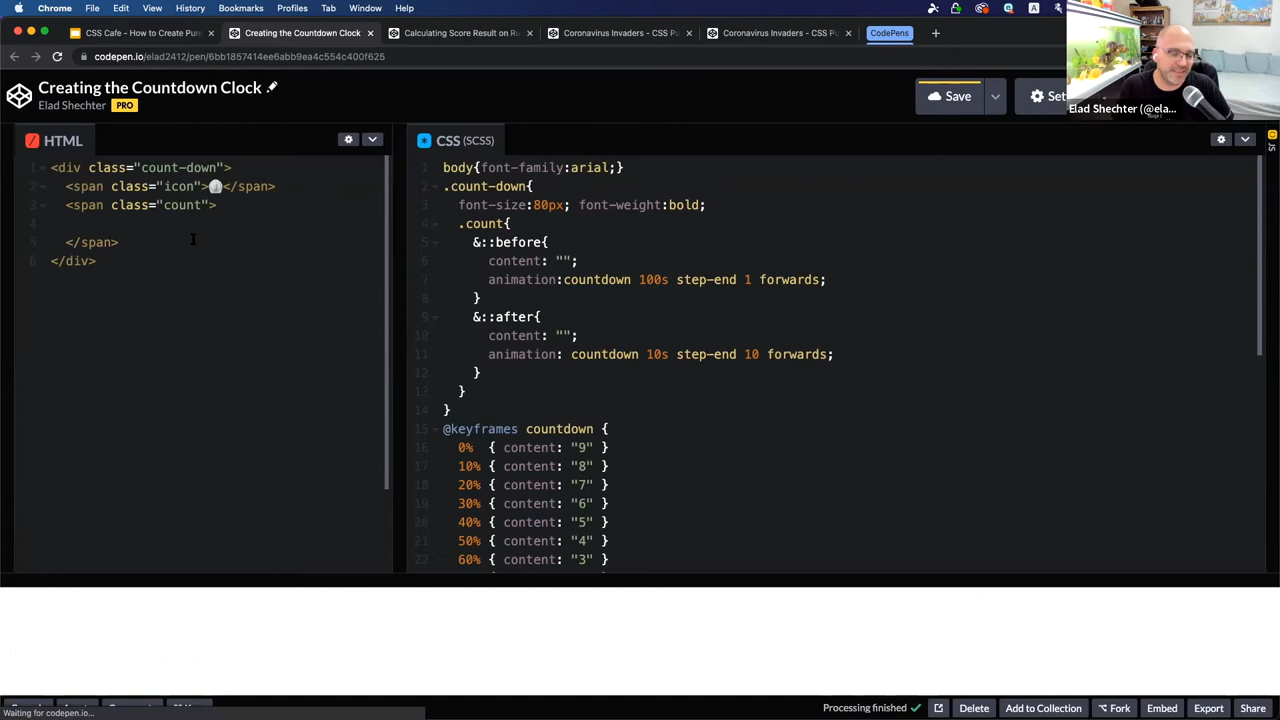 Chrome File Edit View History Bookmarks Profiles Tab Window Help
CSS Cafe - How to Create Pure
Creating the Countdown Clock
Calculating Score Result on Ru
Coronavirus Invaders - CSS Pu
Coronavirus Invaders - CSS Pu
CodePens
codepen.io/elad2412/pen/6bb1857414ee6abb9ea4c554c400f625
Creating the Countdown Clock
Elad Shechter PRO
Save
Set
Elad Shechter (@ela...
HTML
1 <div class="count-down">
2 <span class="icon"></span>
3 <span class="count">
4
5 </span>
6 </div>
CSS (SCSS)
1 body{font-family:arial;}
2 .count-down{
3 font-size:80px; font-weight:bold;
4 .count{
5 &::before{
6 content: "";
7 animation:countdown 100s step-end 1 forwards;
8 }
9 &::after{
10 content: "";
11 animation: countdown 10s step-end 10 forwards;
12 }
13 }
14 }
15 @keyframes countdown {
16 0% { content: "9" }
17 10% { content: "8" }
18 20% { content: "7" }
19 30% { content: "6" }
20 40% { content: "5" }
21 50% { content: "4" }
22 60% { content: "3" }
JS
Waiting for codepen.io...
Processing finished
Delete
Add to Collection
Fork
Embed
Export
Share